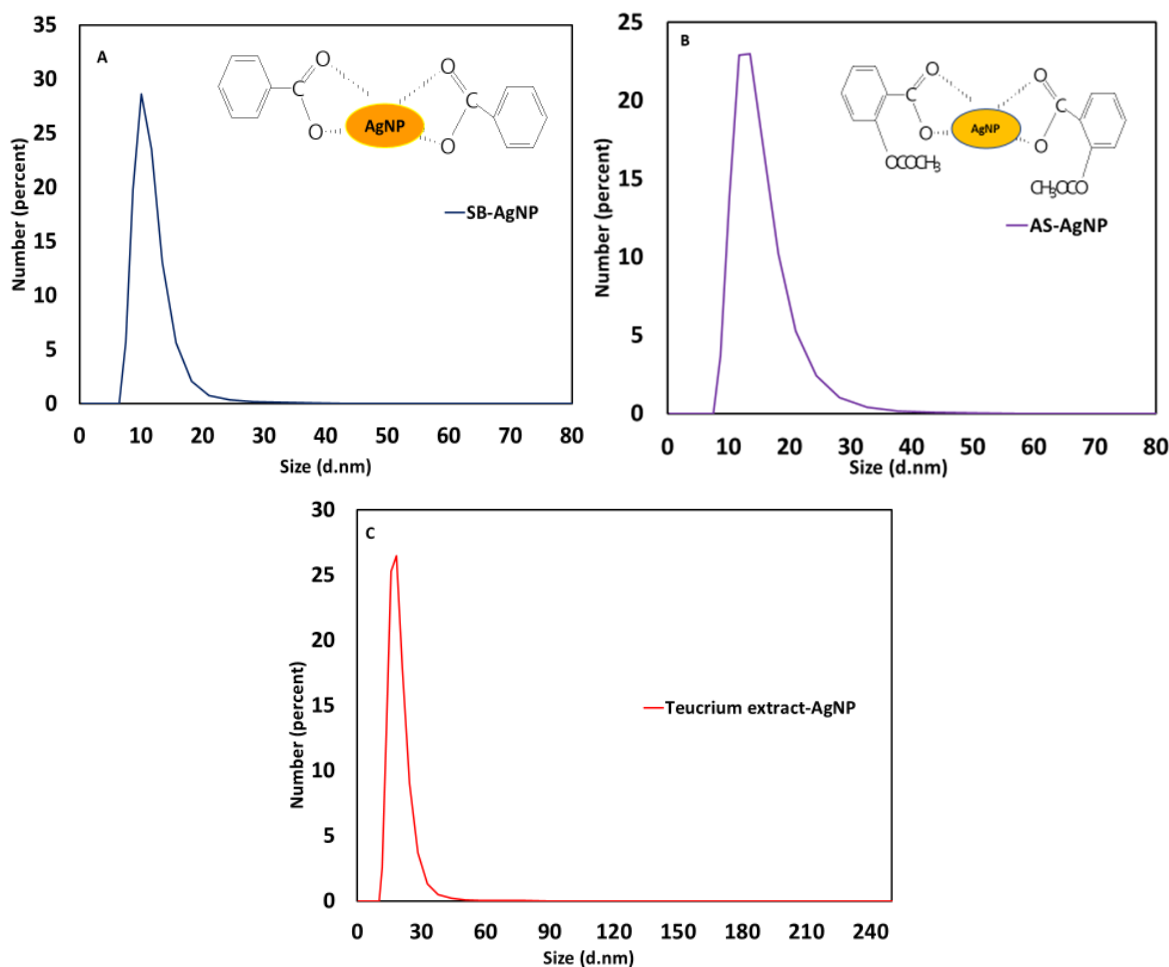 A
35
30
25
20
15
10
5
0
Number (percent)
0 10 20 30 40 50 60 70 80
Size (d.nm)
O O
C C
O O
AgNP
SB-AgNP
B
25
20
15
10
5
0
Number (percent)
0 10 20 30 40 50 60 70 80
Size (d.nm)
O O
C C
O O
AgNP
OCOCH3
CH3OCO
AS-AgNP
C
30
25
20
15
10
5
0
Number (percent)
0 30 60 90 120 150 180 210 240
Size (d.nm)
Teucrium extract-AgNP